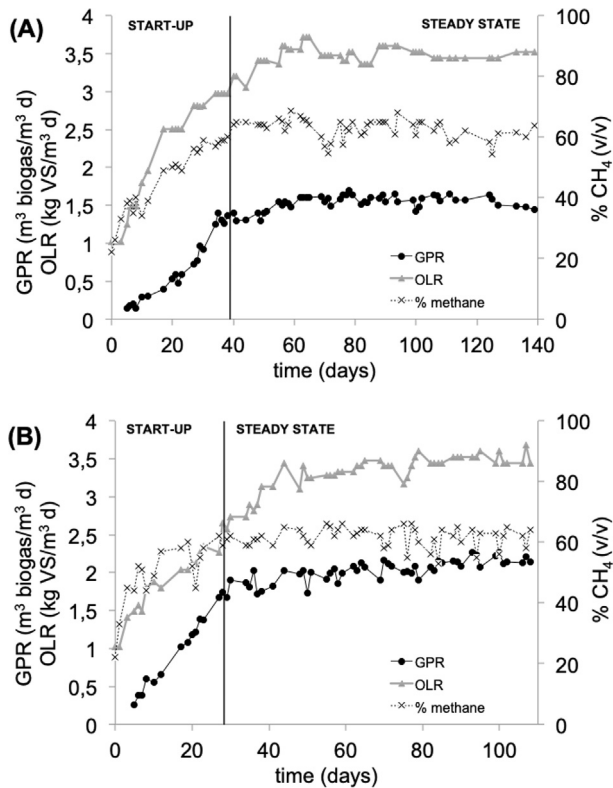 (A)
START-UP
STEADY STATE
GPR (m³ biogas/m³ d)
OLR (kg VS/m³ d)
4
3,5
3
2,5
2
1,5
1
0,5
0
100
80
60
40
20
0
% CH₄ (v/v)
GPR
OLR
% methane
0 20 40 60 80 100 120 140
time (days)
(B)
START-UP
STEADY STATE
GPR (m³ biogas/m³ d)
OLR (kg VS/m³ d)
4
3,5
3
2,5
2
1,5
1
0,5
0
100
80
60
40
20
0
% CH₄ (v/v)
GPR
OLR
% methane
0 20 40 60 80 100
time (days)